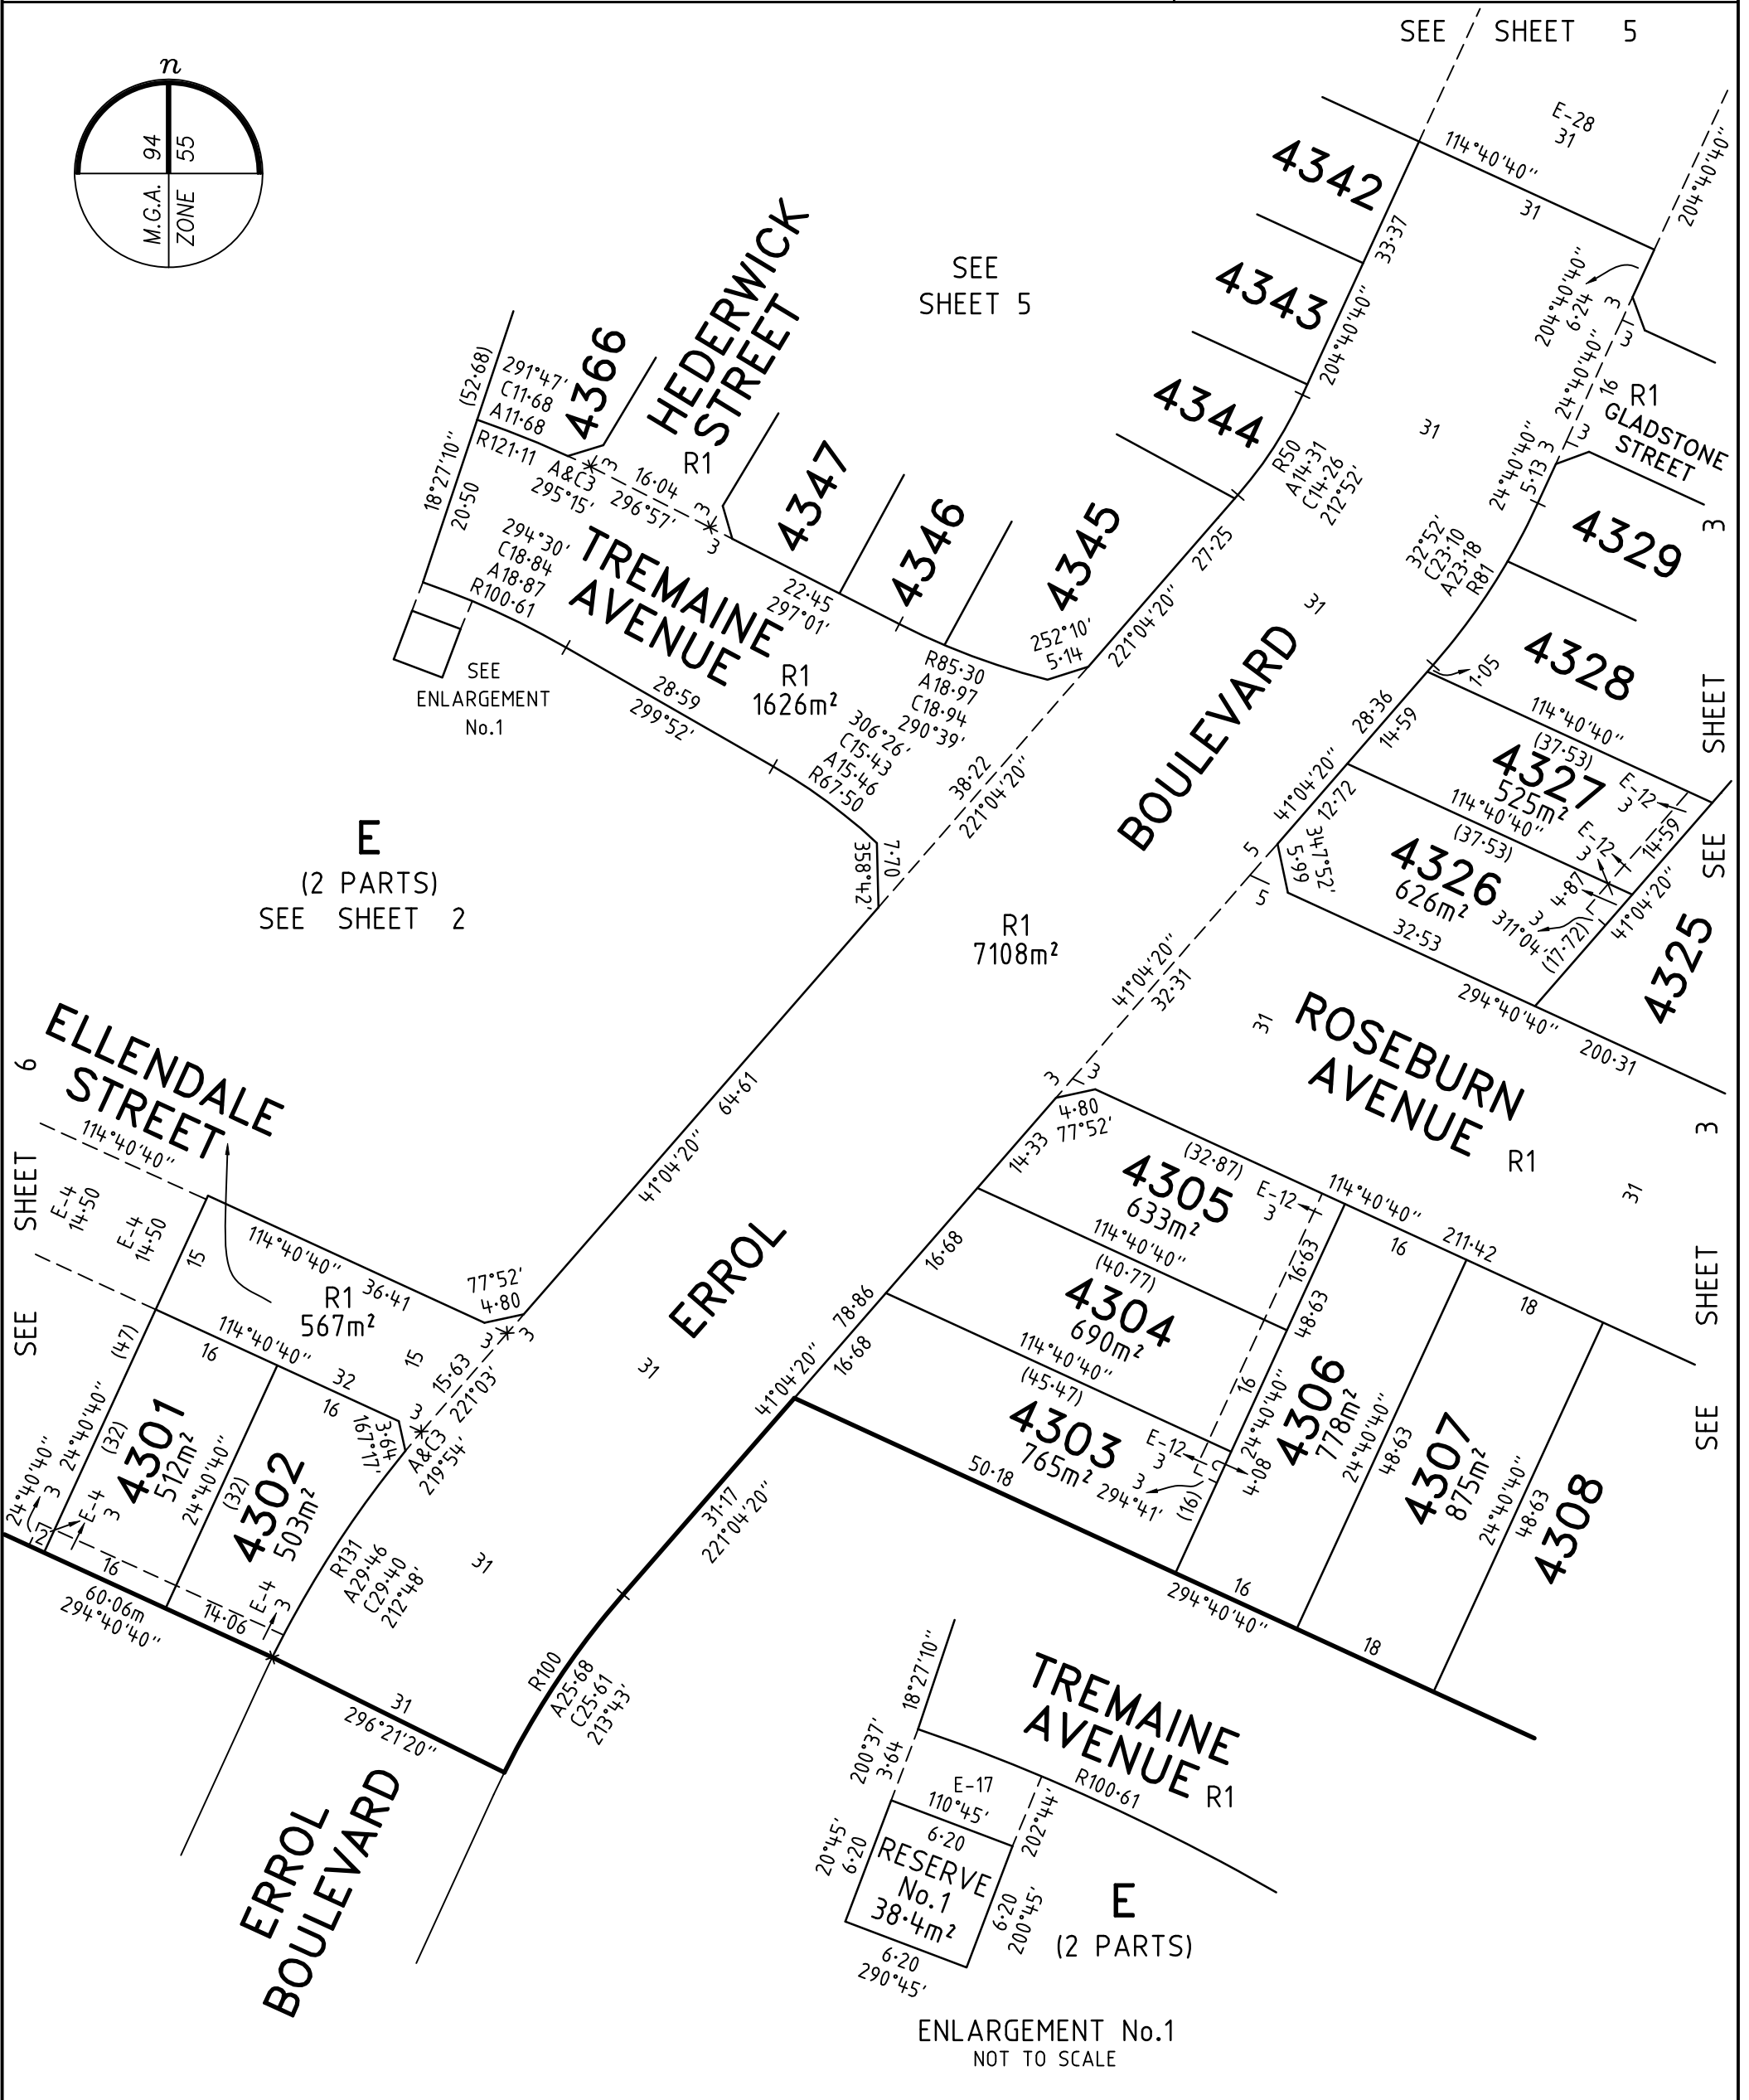 SEE SHEET 5
n
94
55
M.G.A.
ZONE
E-28
31
114°40'40"
31
204°40'40"
4342
33·37
4343
204°40'40"
4344
SEE
SHEET 5
204°40'40"
6·24
3
3
24°40'40"
16
R1
GLADSTONE
STREET
3
3
24°40'40"
5·13
HEDERWICK
STREET
R1
4366
(52·68)
291°47'
C11·68
A11·68
R121·11
A&C3
295°15'
3
16·04
296°57'
3
3
18°27'10"
20·50
4347
4346
4345
22·45
297°01'
252°10'
5·14
R85·30
A18·97
C18·94
290°39'
294°30'
C18·84
A18·87
R100·61
TREMAINE
AVENUE
R1
1626m²
28·59
299°52'
306°26'
C15·43
A15·46
R67·50
SEE
ENLARGEMENT
No.1
7·70
358°42'
38·22
221°04'20"
27·25
221°04'20"
R50
A14·31
C14·26
212°52'
31
31
BOULEVARD
32°52'
C23·10
A23·18
R81
4329
4328
1·05
28·36
14·59
41°04'20"
12·72
114°40'40"
(37·53)
4327
525m²
E-12
3
114°40'40"
(37·53)
E-12
3
14·59
4326
626m²
4·87
3
311°04'
(17·72)
41°04'20"
4325
347°52'
5·99
5
5
32·53
294°40'40"
200·31
SEE SHEET 3
E
(2 PARTS)
SEE SHEET 2
R1
7108m²
41°04'20"
32·31
31
ROSEBURN
AVENUE
R1
31
3
3
4·80
77°52'
14·33
(32·87)
4305
633m²
E-12
3
114°40'40"
211·42
16
18
16·68
114°40'40"
(40·77)
4304
690m²
16·63
48·63
78·86
16·68
41°04'20"
114°40'40"
(45·47)
4303
765m²
16
24°40'40"
E-12
3
3
294°41'
(16)
4·08
50·18
4306
778m²
24°40'40"
48·63
4307
875m²
24°40'40"
48·63
4308
16
294°40'40"
18
SEE SHEET 3
ELLENDALE
STREET
SEE SHEET 6
114°40'40"
E-4
14·50
E-4
14·50
15
114°40'40"
36·41
77°52'
4·80
R1
567m²
64·61
41°04'20"
ERROL
31
3
3
15·63
221°03'
3
A&C3
219°54'
(47)
114°40'40"
16
32
16
15
3·64
167°17'
24°40'40"
(32)
4301
512m²
24°40'40"
(32)
4302
503m²
24°40'40"
3
2
E-4
3
16
60·06m
294°40'40"
14·06
E-4
3
R131
A29·46
C29·40
212°48'
31
31·17
221°04'20"
R100
A25·68
C25·61
213°43'
31
296°21'20"
ERROL
BOULEVARD
18°27'10"
TREMAINE
AVENUE
R1
R100·61
200°37'
3·64
E-17
110°45'
6·20
202°44'
20°45'
6·20
RESERVE
No.1
38·4m²
6·20
200°45'
6·20
290°45'
E
(2 PARTS)
ENLARGEMENT No.1
NOT TO SCALE